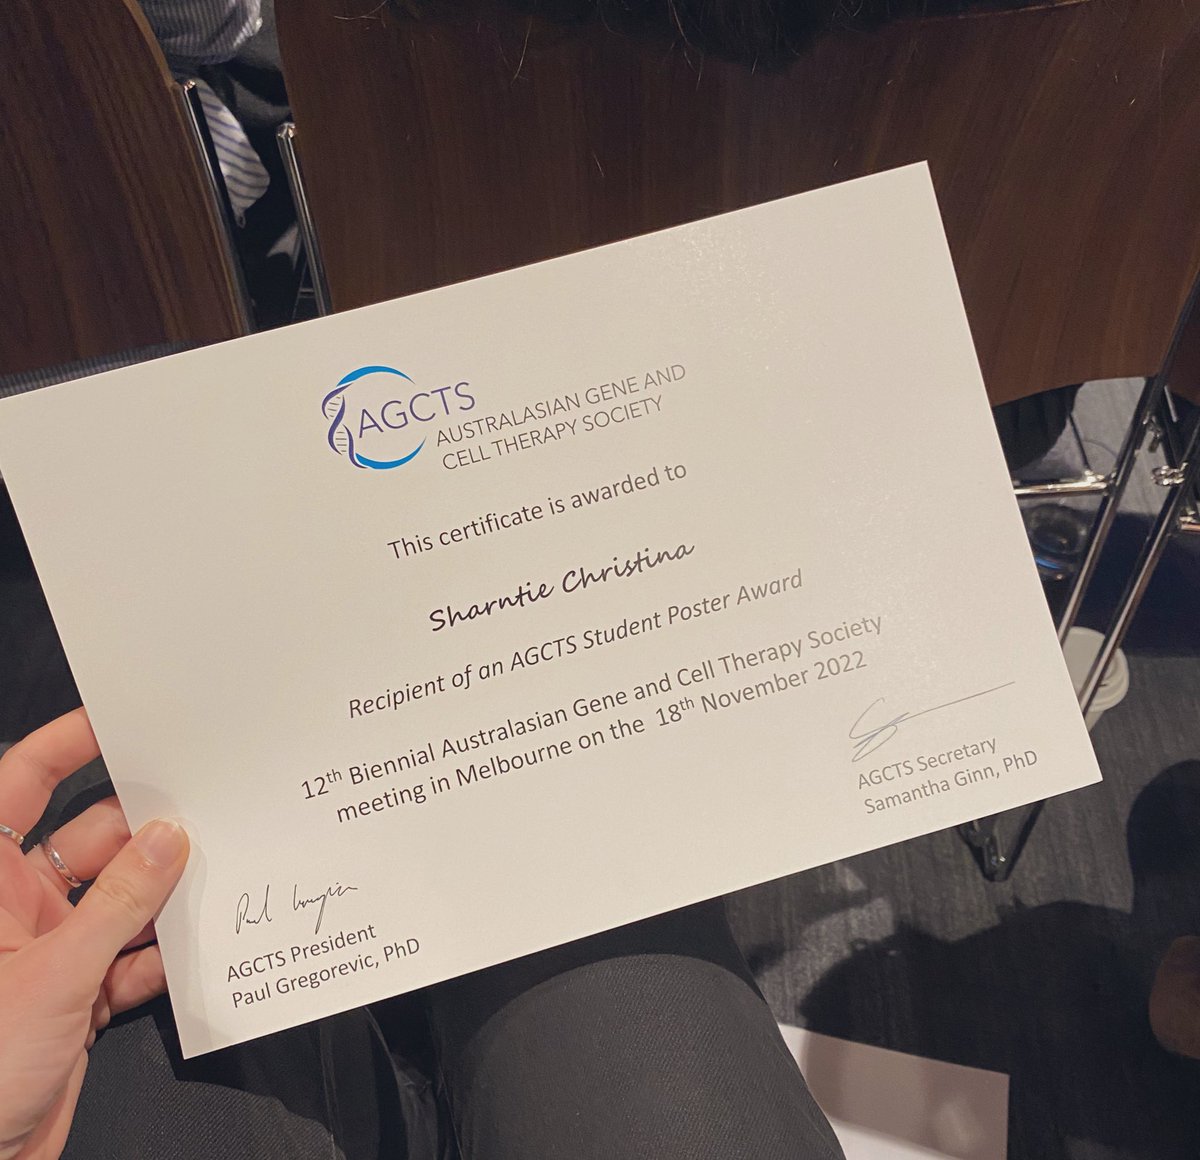 AGCTS
AUSTRALASIAN GENE AND
CELL THERAPY SOCIETY
This certificate is awarded to
Sharntie Christina
Recipient of an AGCTS Student Poster Award
12th Biennial Australasian Gene and Cell Therapy Society
meeting in Melbourne on the 18th November 2022
AGCTS Secretary
Samantha Ginn, PhD
Paul
AGCTS President
Paul Gregorevic, PhD